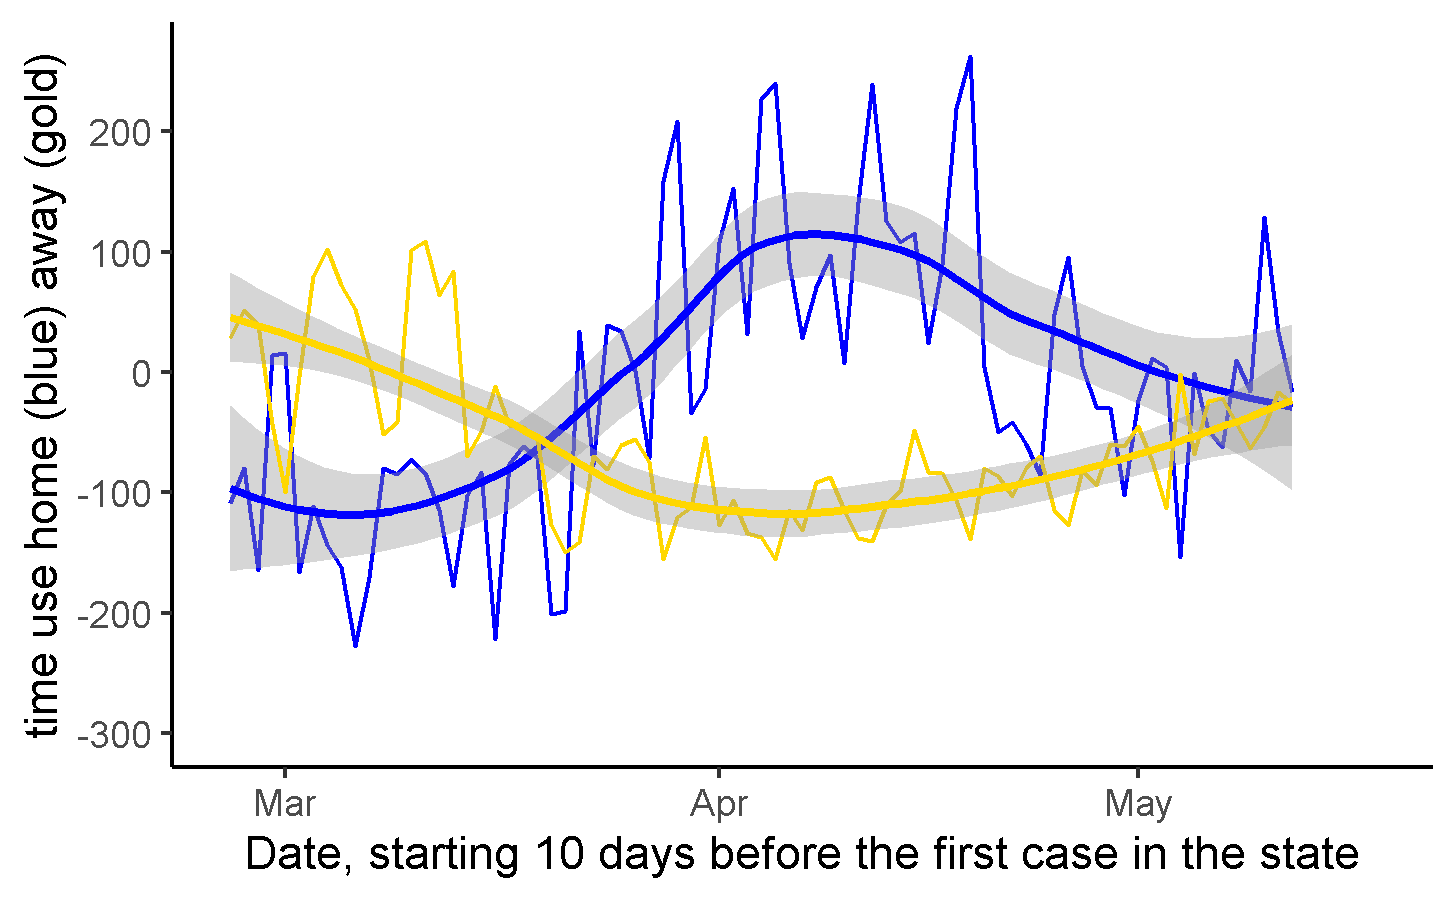 time use home (blue) away (gold)
200
100
0
-100
-200
-300
Mar Apr May
Date, starting 10 days before the first case in the state